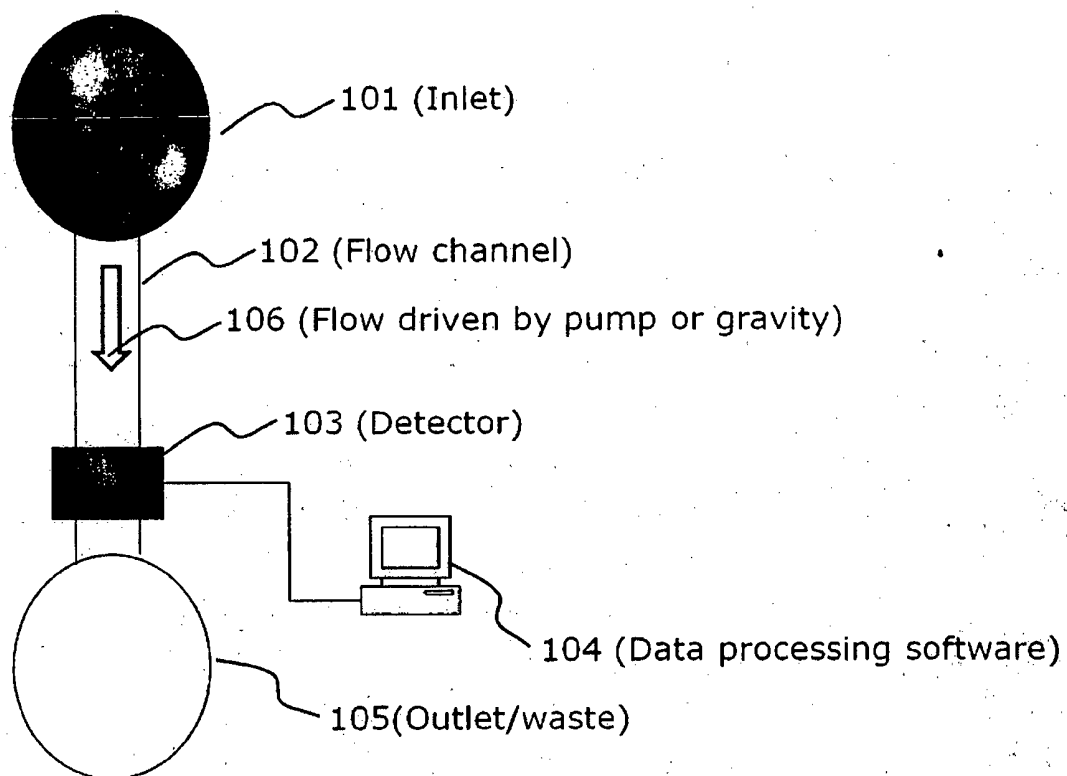 101 (Inlet)
102 (Flow channel)
106 (Flow driven by pump or gravity)
103 (Detector)
104 (Data processing software)
105(Outlet/waste)